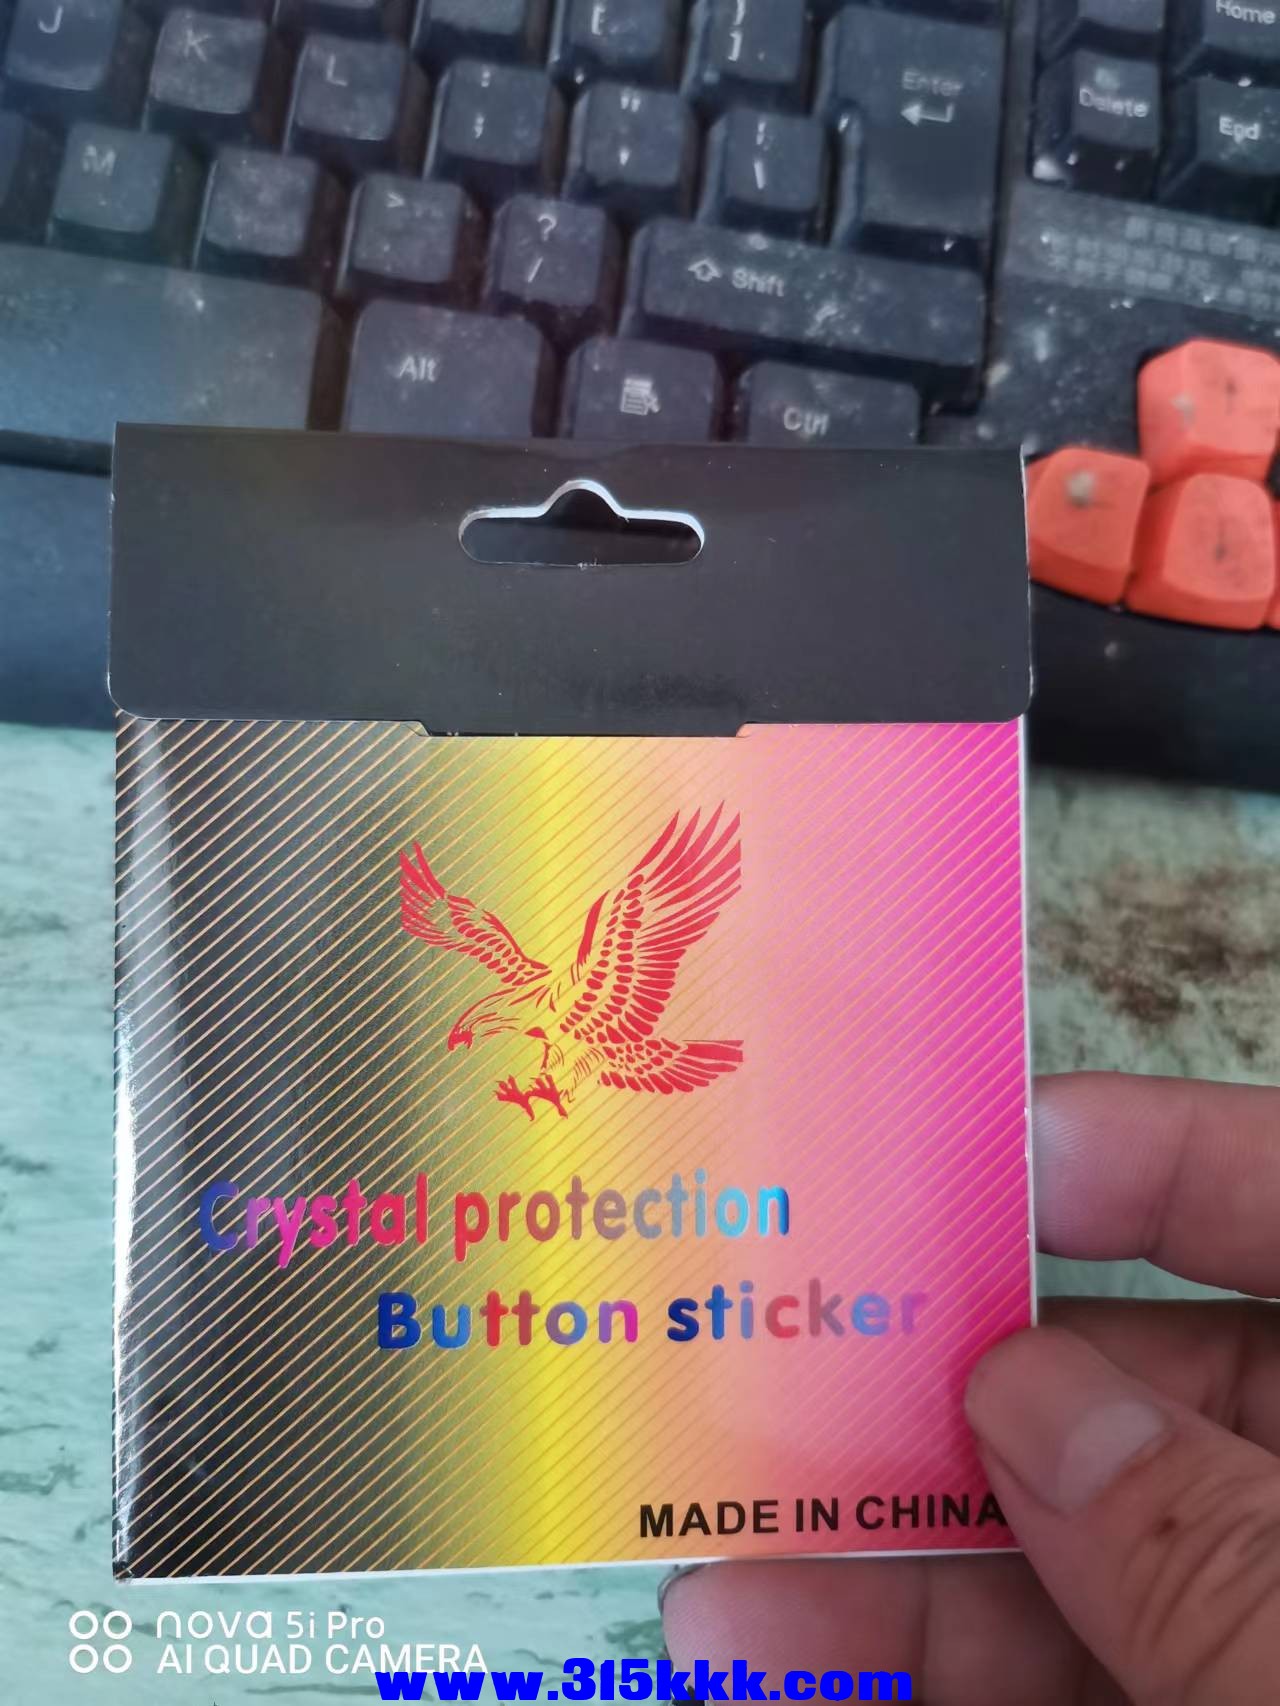 J
K
L
:
;
"
[
]
Enter
Home
Delete
End
M
>
?
/
Shift
Alt
Ctrl
Crystal protection
Button sticker
MADE IN CHINA
nova 5i Pro
AI QUAD CAMERA
www.315kkk.com